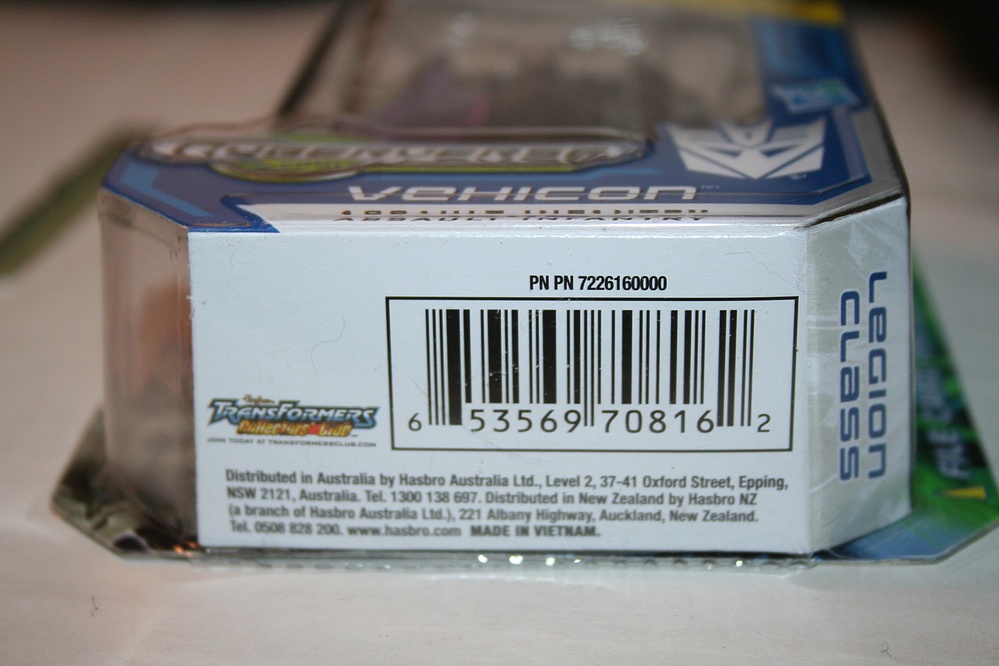 VEHICON
INFANTRY
PN PN 7226160000
6 53569 70816 2
TRANSFORMERS
Collectors' Club
JOIN TODAY AT TRANSFORMERSCLUB.COM
Distributed in Australia by Hasbro Australia Ltd., Level 2, 37-41 Oxford Street, Epping,
NSW 2121, Australia. Tel. 1300 138 697. Distributed in New Zealand by Hasbro NZ
(a branch of Hasbro Australia Ltd.), 221 Albany Highway, Auckland, New Zealand.
Tel. 0508 828 200. www.hasbro.com MADE IN VIETNAM.
LEGION
CLASS
FILE